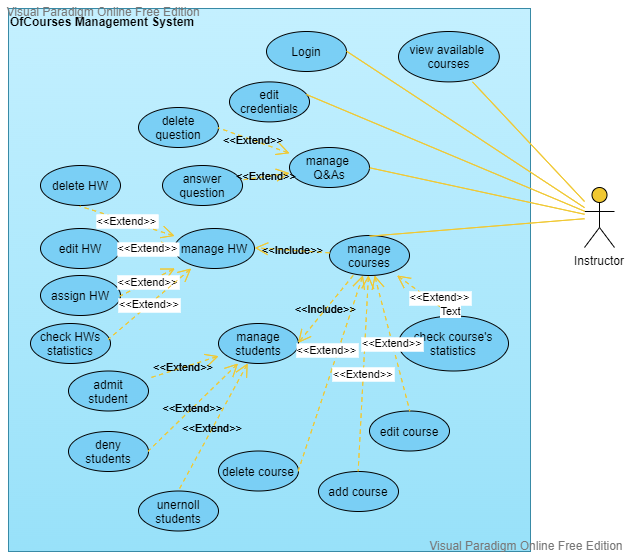 Visual Paradigm Online Free Edition
OfCourses Management System
Login
view available
courses
edit
credentials
delete
question
<<Extend>>
manage
Q&As
answer
question
<<Extend>>
delete HW
<<Extend>>
Instructor
edit HW
<<Extend>>
manage HW
<<Include>>
manage
courses
<<Extend>>
assign HW
<<Extend>>
<<Extend>>
Text
<<Include>>
check HWs
statistics
manage
students
<<Extend>>
<<Extend>>
check course's
statistics
<<Extend>>
<<Extend>>
admit
student
<<Extend>>
<<Extend>>
edit course
deny
students
delete course
add course
unernoll
students
Visual Paradigm Online Free Edition